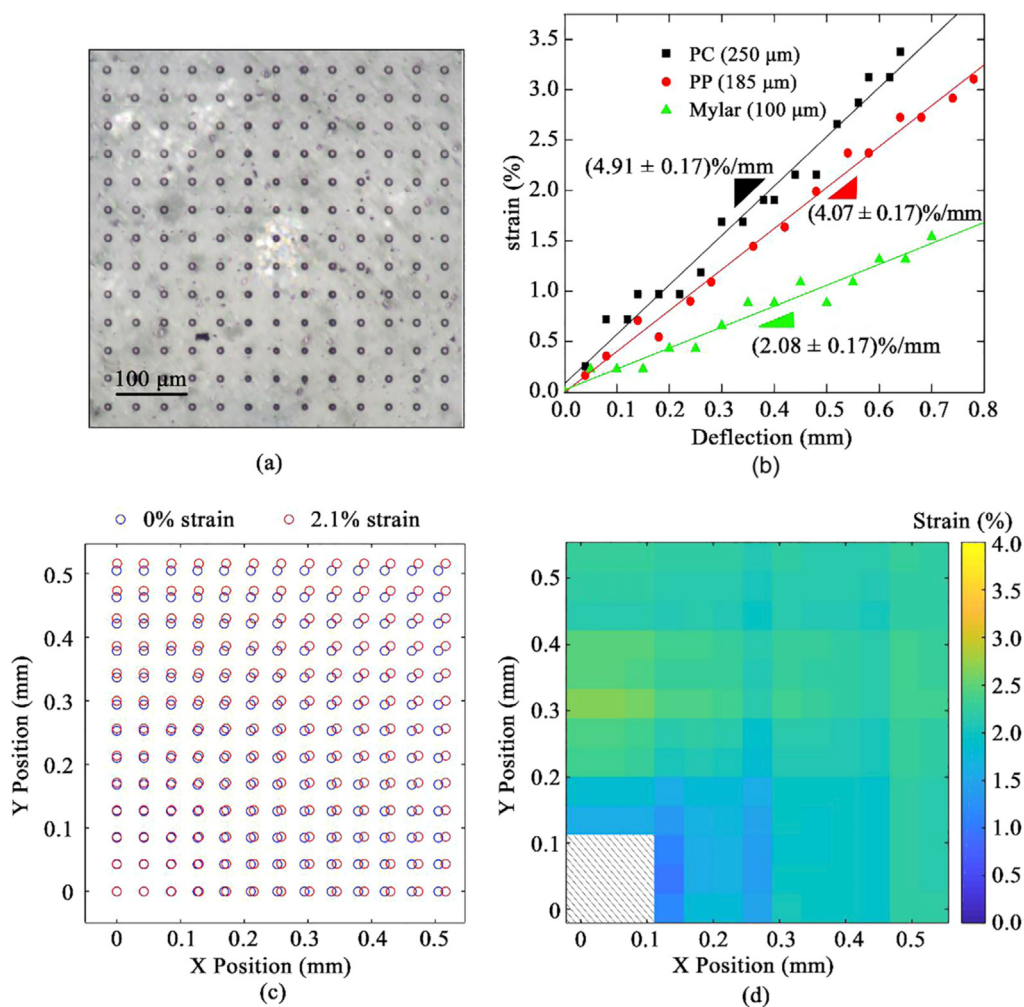 100 μm
(a)
3.5
3.0
2.5
2.0
1.5
1.0
0.5
0.0
strain (%)
PC (250 μm)
PP (185 μm)
Mylar (100 μm)
(4.91 ± 0.17)%/mm
(4.07 ± 0.17)%/mm
(2.08 ± 0.17)%/mm
0.0 0.1 0.2 0.3 0.4 0.5 0.6 0.7 0.8
Deflection (mm)
(b)
0% strain 2.1% strain
0.5
0.4
0.3
0.2
0.1
0
Y Position (mm)
0 0.1 0.2 0.3 0.4 0.5
X Position (mm)
(c)
Strain (%)
0.5
0.4
0.3
0.2
0.1
0
Y Position (mm)
4.0
3.5
3.0
2.5
2.0
1.5
1.0
0.5
0.0
0 0.1 0.2 0.3 0.4 0.5
X Position (mm)
(d)